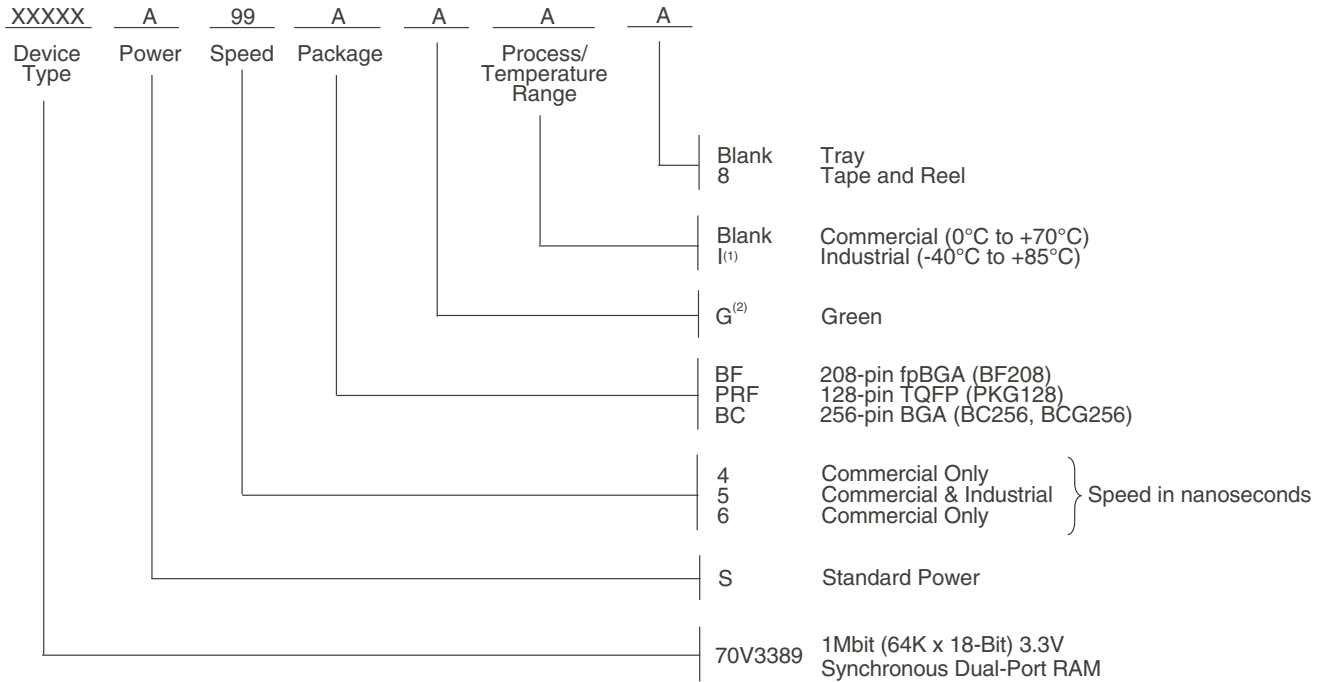 XXXXX A 99 A A A A
Device Type
Power
Speed
Package
Process/
Temperature
Range
Blank Tray
8 Tape and Reel
Blank Commercial (0°C to +70°C)
I(1) Industrial (-40°C to +85°C)
G(2) Green
BF 208-pin fpBGA (BF208)
PRF 128-pin TQFP (PKG128)
BC 256-pin BGA (BC256, BCG256)
4 Commercial Only
5 Commercial & Industrial Speed in nanoseconds
6 Commercial Only
S Standard Power
70V3389 1Mbit (64K x 18-Bit) 3.3V
Synchronous Dual-Port RAM